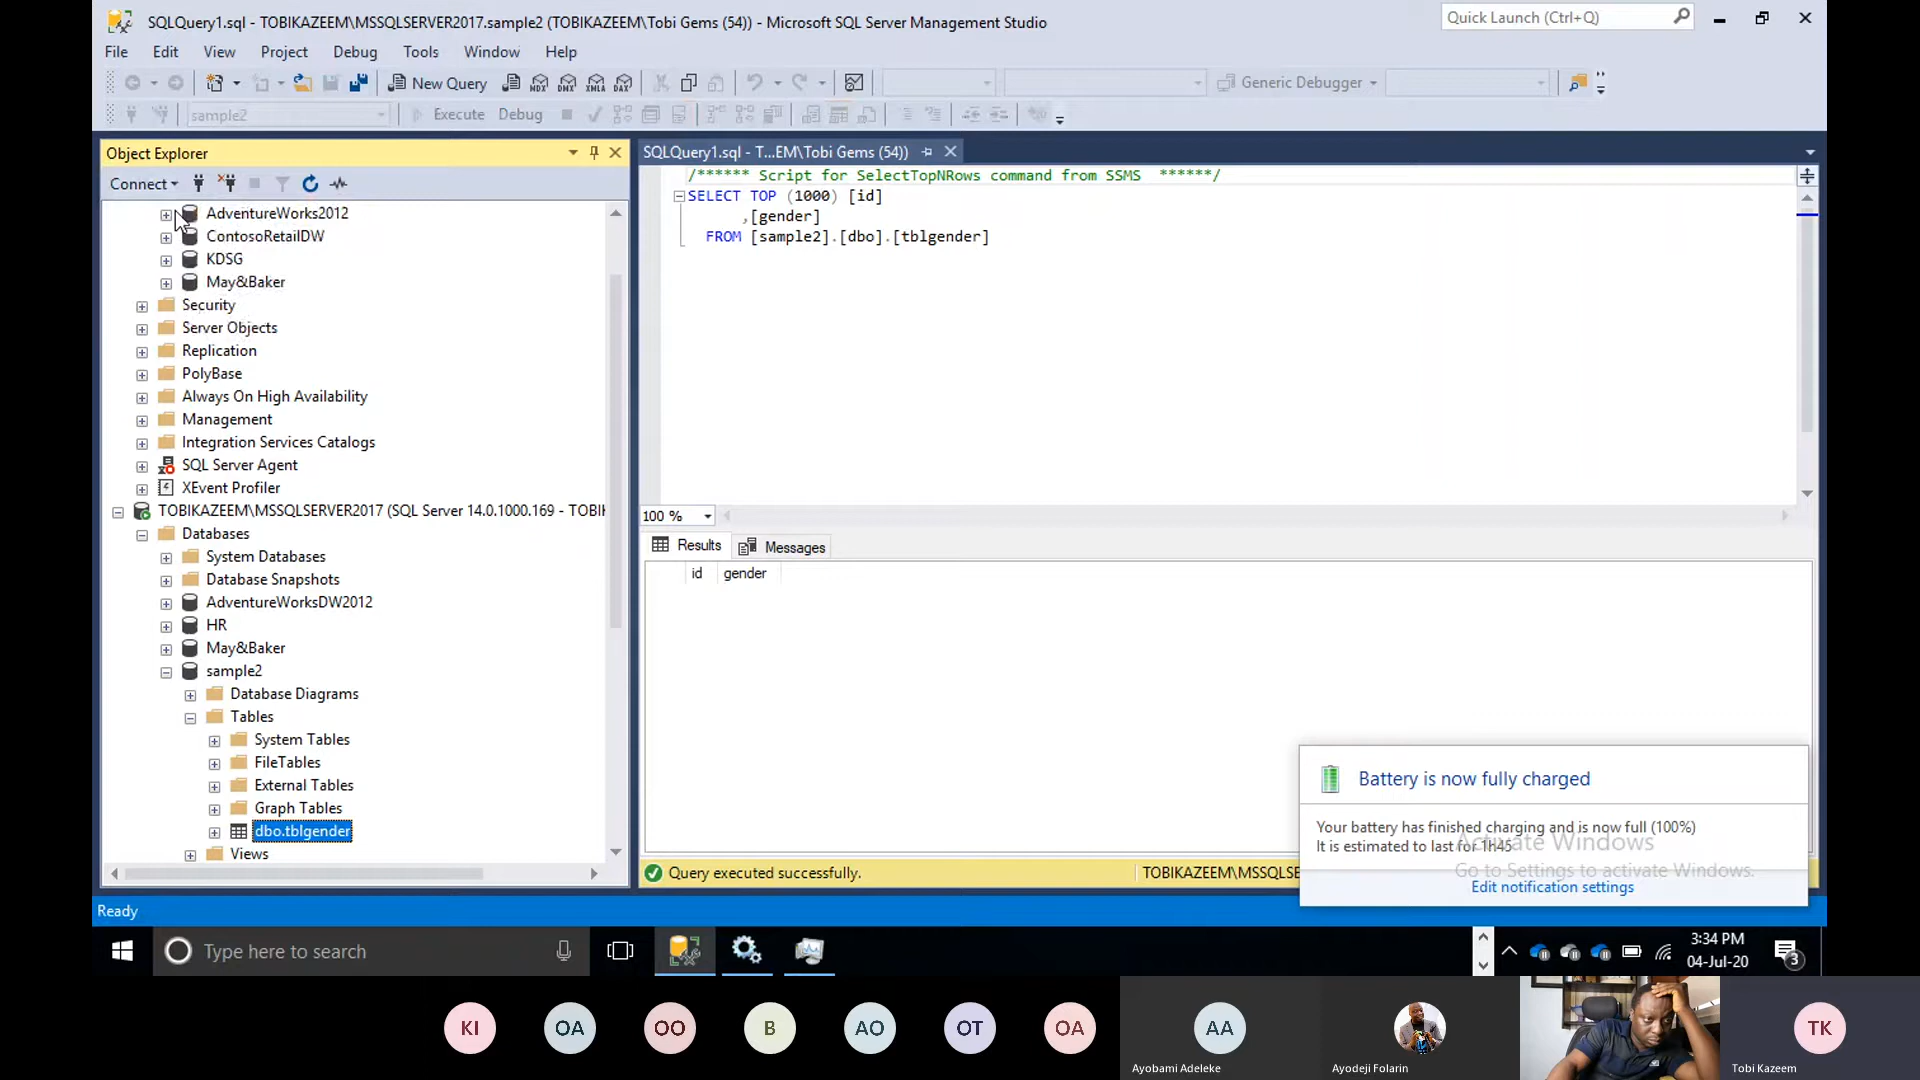 SQLQuery1.sql - TOBIKAZEEM\MSSQLSERVER2017.sample2 (TOBIKAZEEM\Tobi Gems (54)) - Microsoft SQL Server Management Studio
Quick Launch (Ctrl+Q)
File Edit View Project Debug Tools Window Help
New Query MDX DMX XMLA DAX Generic Debugger
sample2 Execute Debug
Object Explorer
Connect
AdventureWorks2012
ContosoRetailDW
KDSG
May&Baker
Security
Server Objects
Replication
PolyBase
Always On High Availability
Management
Integration Services Catalogs
SQL Server Agent
XEvent Profiler
TOBIKAZEEM\MSSQLSERVER2017 (SQL Server 14.0.1000.169 - TOBI
Databases
System Databases
Database Snapshots
AdventureWorksDW2012
HR
May&Baker
sample2
Database Diagrams
Tables
System Tables
FileTables
External Tables
Graph Tables
dbo.tblgender
Views
SQLQuery1.sql - T...EM\Tobi Gems (54))
/****** Script for SelectTopNRows command from SSMS ******/
SELECT TOP (1000) [id]
,[gender]
FROM [sample2].[dbo].[tblgender]
100 %
Results Messages
id gender
Query executed successfully. TOBIKAZEEM\MSSQLSE
Battery is now fully charged
Your battery has finished charging and is now full (100%)
It is estimated to last for 1h45
Activate Windows
Go to Settings to activate Windows.
Edit notification settings
Ready
Type here to search
3:34 PM
04-Jul-20
3
KI OA OO B AO OT OA AA TK
Ayobami Adeleke Ayodeji Folarin Tobi Kazeem